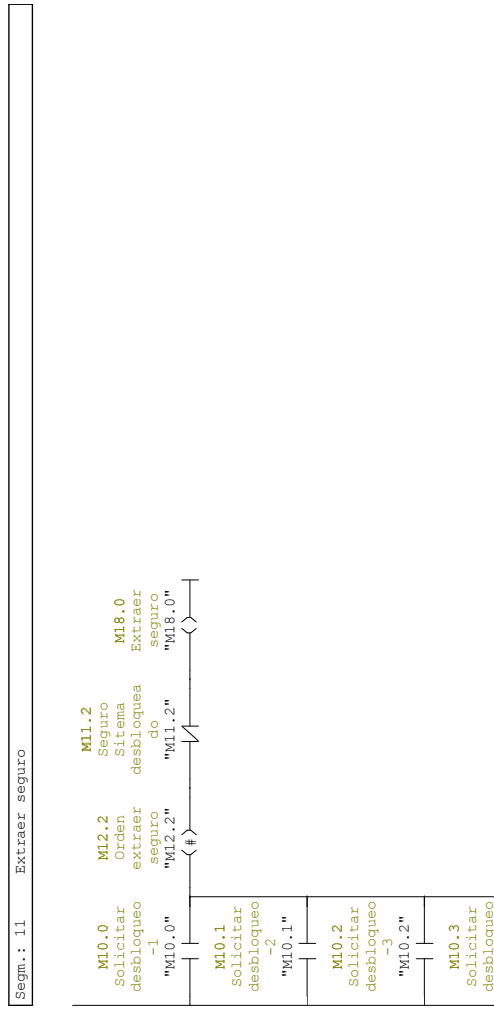 Segm.: 11 Extraer seguro
M10.0
Solicitar
desbloqueo
-1
"M10.0"
M12.2
Orden
extraer
seguro
"M12.2"
#
M11.2
Seguro
Sitema
desbloquea
do
"M11.2"
M18.0
Extraer
seguro
"M18.0"
M10.1
Solicitar
desbloqueo
-2
"M10.1"
M10.2
Solicitar
desbloqueo
-3
"M10.2"
M10.3
Solicitar
desbloqueo